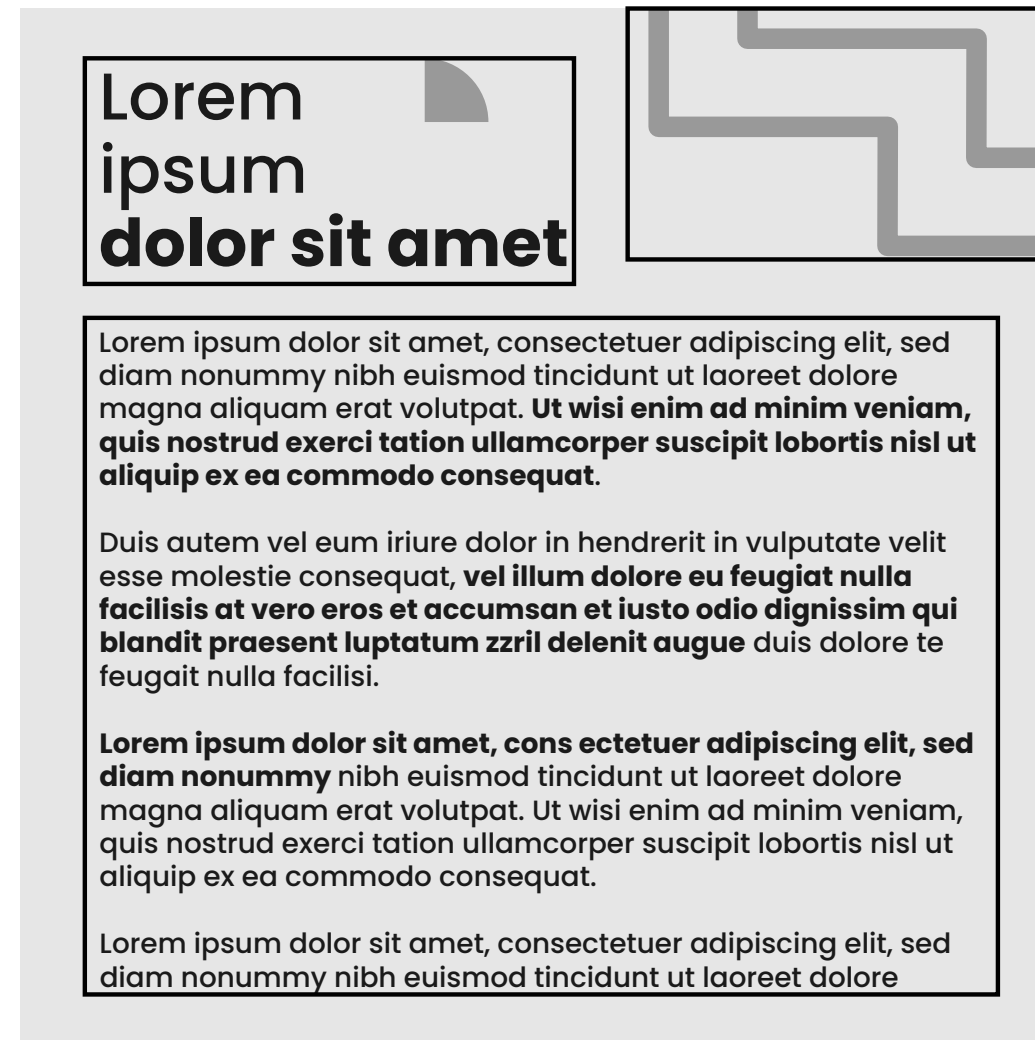 Lorem
ipsum
dolor sit amet
Lorem ipsum dolor sit amet, consectetuer adipiscing elit, sed
diam nonummy nibh euismod tincidunt ut laoreet dolore
magna aliquam erat volutpat. Ut wisi enim ad minim veniam,
quis nostrud exerci tation ullamcorper suscipit lobortis nisl ut
aliquip ex ea commodo consequat.
Duis autem vel eum iriure dolor in hendrerit in vulputate velit
esse molestie consequat, vel illum dolore eu feugiat nulla
facilisis at vero eros et accumsan et iusto odio dignissim qui
blandit praesent luptatum zzril delenit augue duis dolore te
feugait nulla facilisi.
Lorem ipsum dolor sit amet, cons ectetuer adipiscing elit, sed
diam nonummy nibh euismod tincidunt ut laoreet dolore
magna aliquam erat volutpat. Ut wisi enim ad minim veniam,
quis nostrud exerci tation ullamcorper suscipit lobortis nisl ut
aliquip ex ea commodo consequat.
Lorem ipsum dolor sit amet, consectetuer adipiscing elit, sed
diam nonummy nibh euismod tincidunt ut laoreet dolore